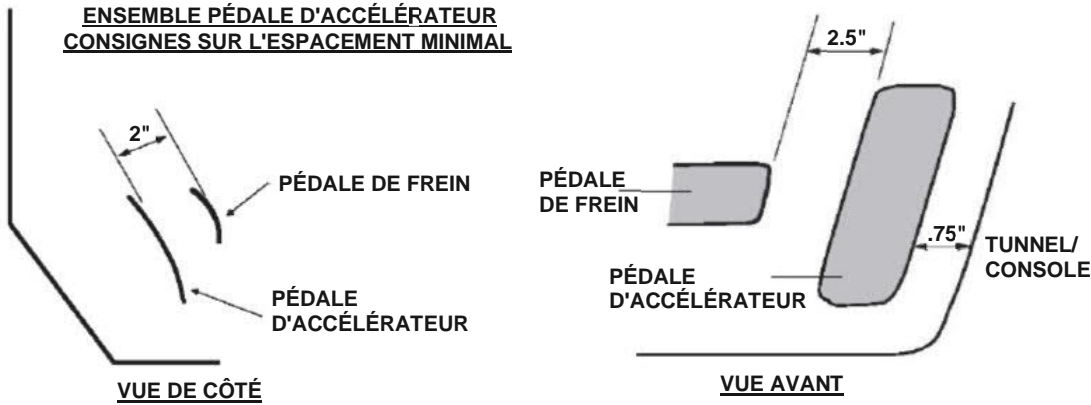 ENSEMBLE PÉDALE D'ACCÉLÉRATEUR
CONSIGNES SUR L'ESPACEMENT MINIMAL
2"
PÉDALE DE FREIN
PÉDALE
D'ACCÉLÉRATEUR
VUE DE CÔTÉ
2.5"
PÉDALE
DE FREIN
.75"
TUNNEL/
CONSOLE
PÉDALE
D'ACCÉLÉRATEUR
VUE AVANT